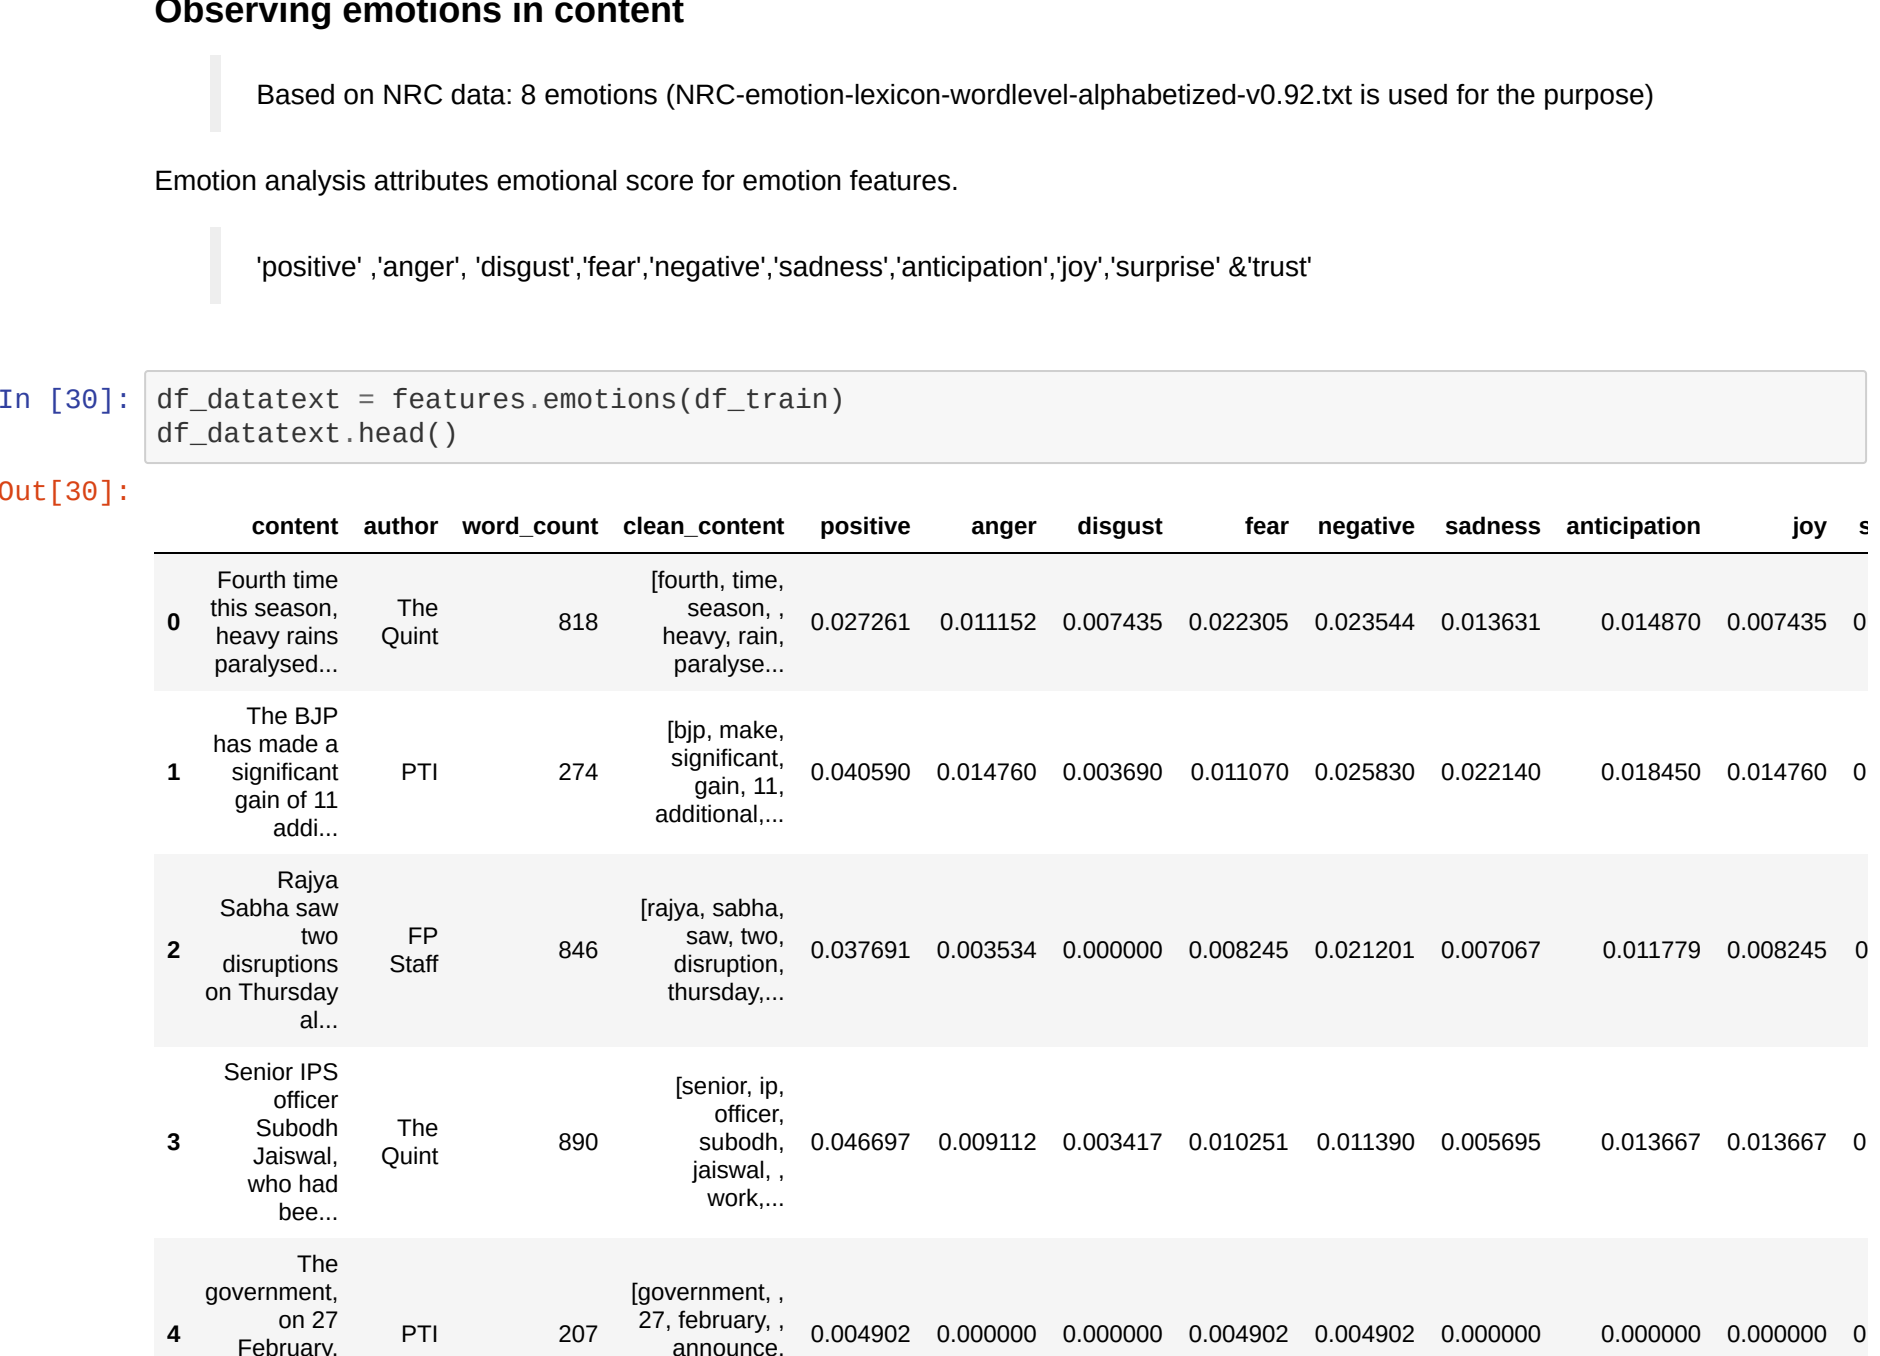 Observing emotions in content
Based on NRC data: 8 emotions (NRC-emotion-lexicon-wordlevel-alphabetized-v0.92.txt is used for the purpose)
Emotion analysis attributes emotional score for emotion features.
'positive' ,'anger', 'disgust','fear','negative','sadness','anticipation','joy','surprise' &'trust'
In [30]:
df_datatext = features.emotions(df_train)
df_datatext.head()
Out[30]:
content author word_count clean_content positive anger disgust fear negative sadness anticipation joy s
Fourth time
this season,
heavy rains
paralysed...
[fourth, time,
season, ,
heavy, rain,
paralyse...
0 The Quint 818 0.027261 0.011152 0.007435 0.022305 0.023544 0.013631 0.014870 0.007435 0
The BJP
has made a
significant
gain of 11
addi...
[bjp, make,
significant,
gain, 11,
additional,...
1 PTI 274 0.040590 0.014760 0.003690 0.011070 0.025830 0.022140 0.018450 0.014760 0
Rajya
Sabha saw
two
disruptions
on Thursday
al...
[rajya, sabha,
saw, two,
disruption,
thursday,...
2 FP Staff 846 0.037691 0.003534 0.000000 0.008245 0.021201 0.007067 0.011779 0.008245 0
Senior IPS
officer
Subodh
Jaiswal,
who had
bee...
[senior, ip,
officer,
subodh,
jaiswal, ,
work,...
3 The Quint 890 0.046697 0.009112 0.003417 0.010251 0.011390 0.005695 0.013667 0.013667 0
The
government,
on 27
February,
[government, ,
27, february, ,
announce,
4 PTI 207 0.004902 0.000000 0.000000 0.004902 0.004902 0.000000 0.000000 0.000000 0